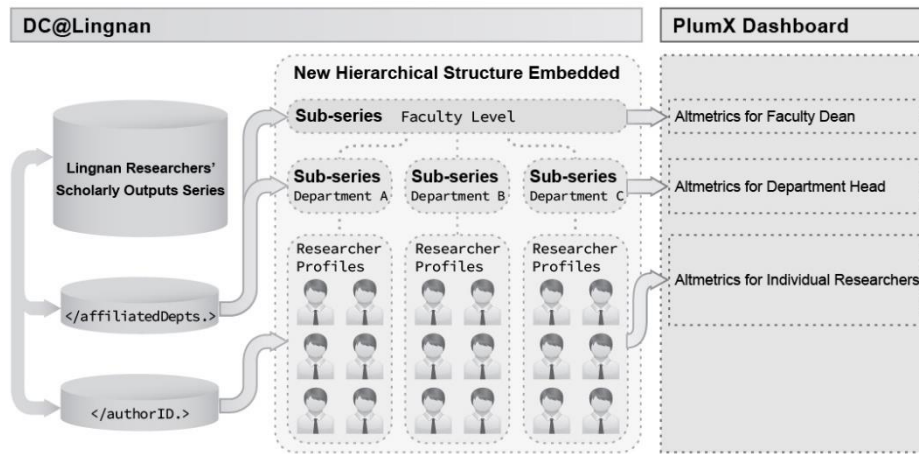 DC@Lingnan
PlumX Dashboard
New Hierarchical Structure Embedded
Sub-series Faculty Level
Altmetrics for Faculty Dean
Lingnan Researchers’
Scholarly Outputs Series
Sub-series
Department A
Sub-series
Department B
Sub-series
Department C
Altmetrics for Department Head
Researcher
Profiles
Researcher
Profiles
Researcher
Profiles
Altmetrics for Individual Researchers
</affiliatedDepts.>
</authorID.>